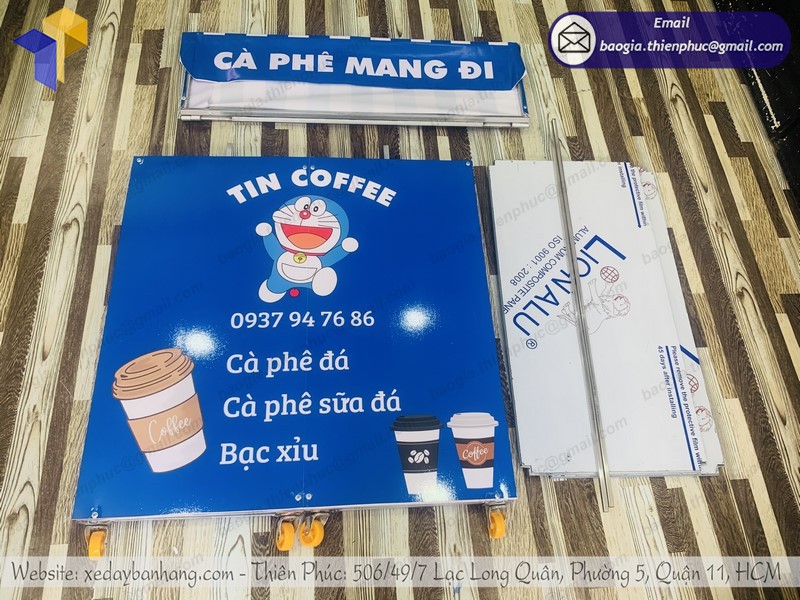 Email
baogia.thienphuc@gmail.com
CÀ PHÊ MANG ĐI
TIN COFFEE
0937 94 76 86
Cà phê đá
Cà phê sữa đá
Bạc xỉu
Coffee
Coffee
LIONALU®
ALUMINUM COMPOSITE PANEL
ISO 9001 : 2008
Please remove the protective film within
45 days after installing
Website: xedaybanhang.com - Thiên Phúc: 506/49/7 Lạc Long Quân, Phường 5, Quận 11, HCM